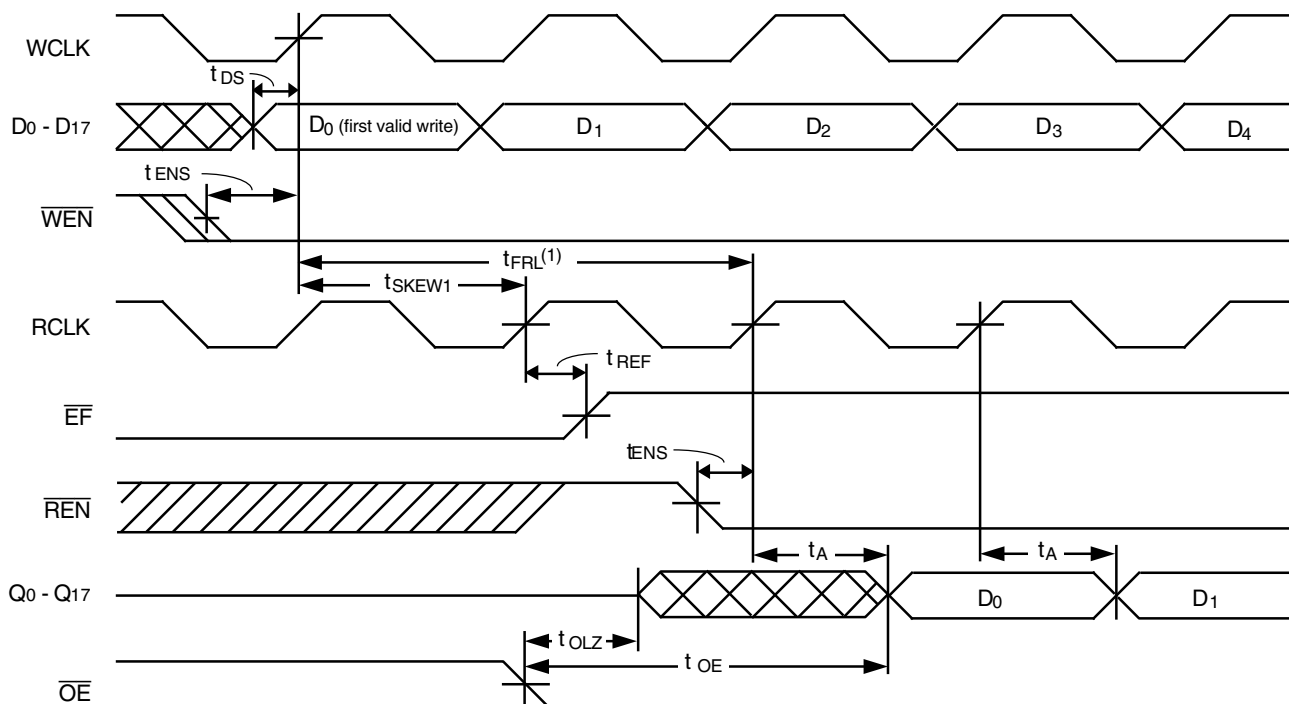 WCLK
tDS
D0 - D17
D0 (first valid write)
D1
D2
D3
D4
tENS
WEN
tFRL(1)
tSKEW1
RCLK
tREF
EF
tENS
REN
tA
tA
Q0 - Q17
D0
D1
tOLZ
tOE
OE